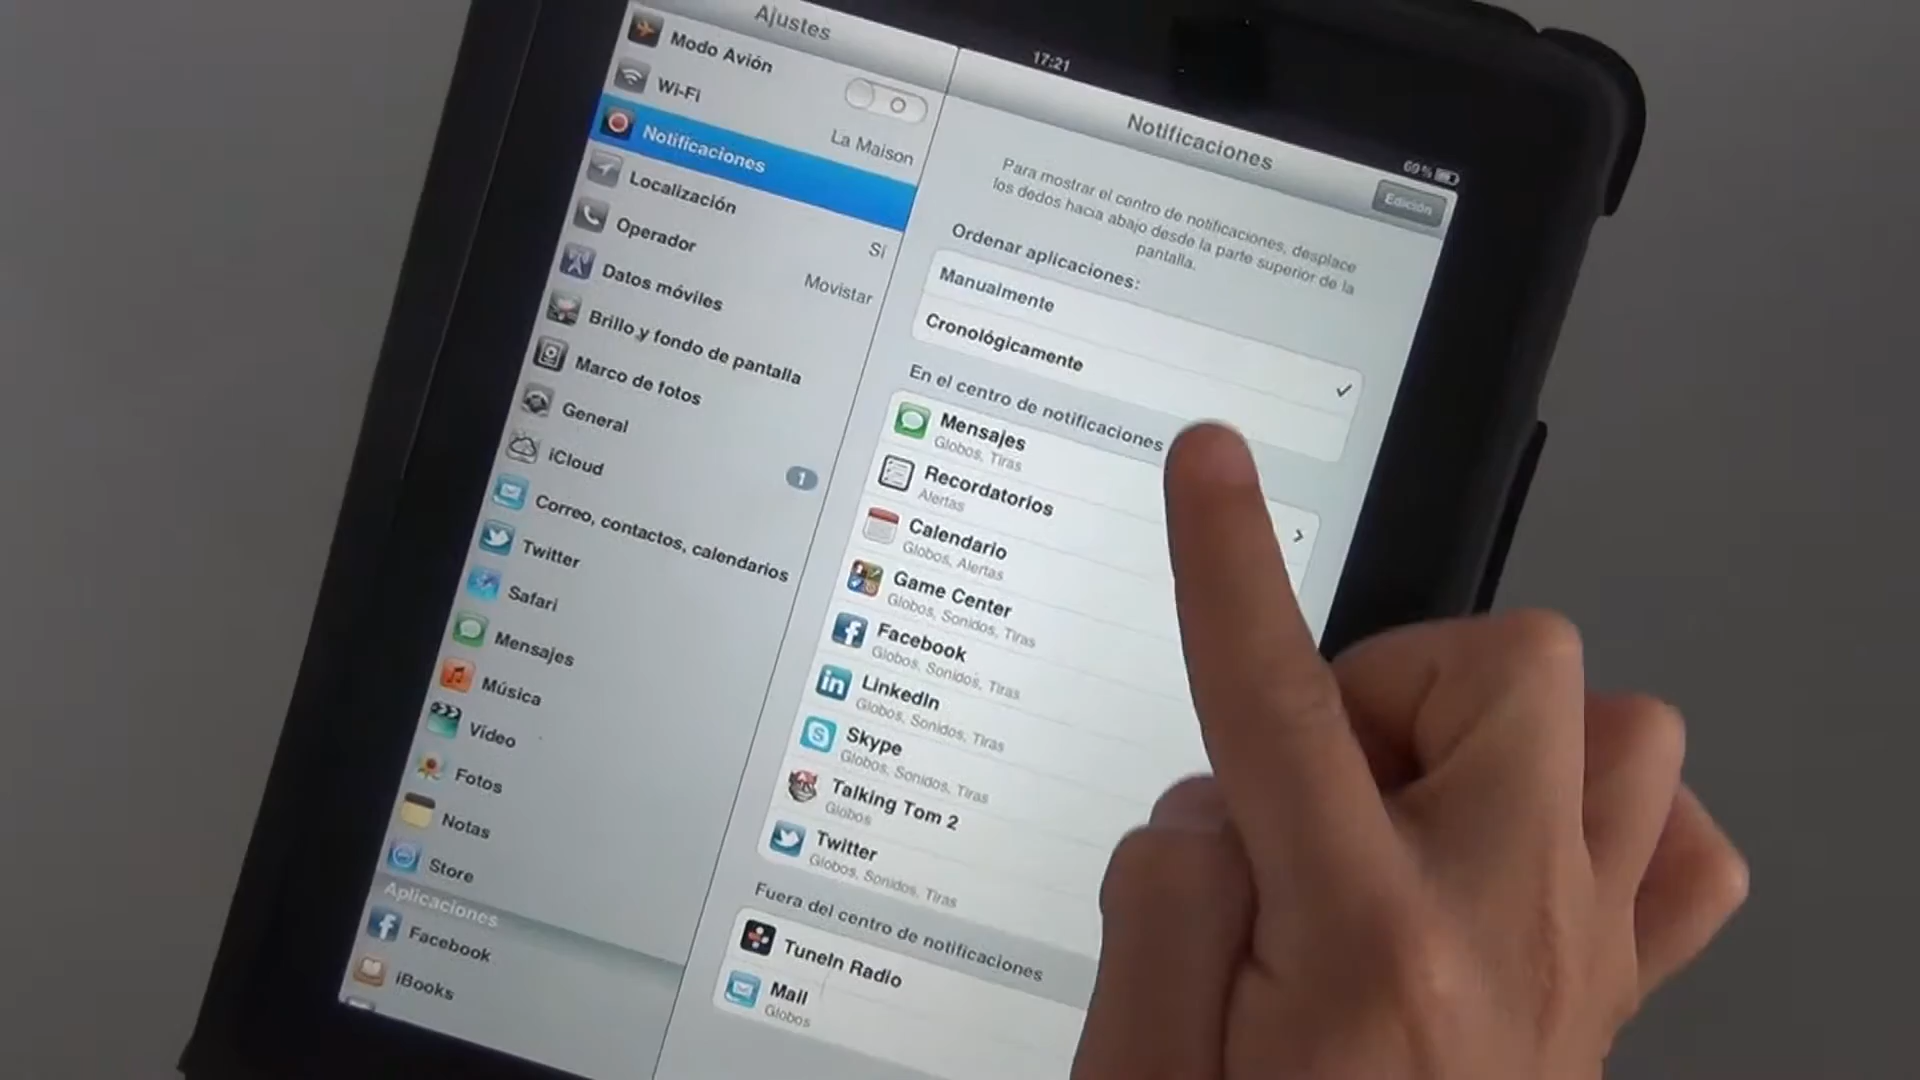 Ajustes
Modo Avión
Wi-Fi
La Maison
Notificaciones
Localización
Sí
Operador
Movistar
Datos móviles
Brillo y fondo de pantalla
Marco de fotos
General
1
iCloud
Correo, contactos, calendarios
Twitter
Safari
Mensajes
Música
Vídeo
Fotos
Notas
Store
Aplicaciones
Facebook
iBooks
17:21
69 %
Notificaciones
Edición
Para mostrar el centro de notificaciones, desplace
los dedos hacia abajo desde la parte superior de la
pantalla.
Ordenar aplicaciones:
Manualmente
Cronológicamente
En el centro de notificaciones
Mensajes
Globos, Tiras
Recordatorios
Alertas
Calendario
Globos, Alertas
Game Center
Globos, Sonidos, Tiras
Facebook
Globos, Sonidos, Tiras
LinkedIn
Globos, Sonidos, Tiras
Skype
Globos, Sonidos, Tiras
Talking Tom 2
Globos
Twitter
Globos, Sonidos, Tiras
Fuera del centro de notificaciones
TuneIn Radio
Mail
Globos